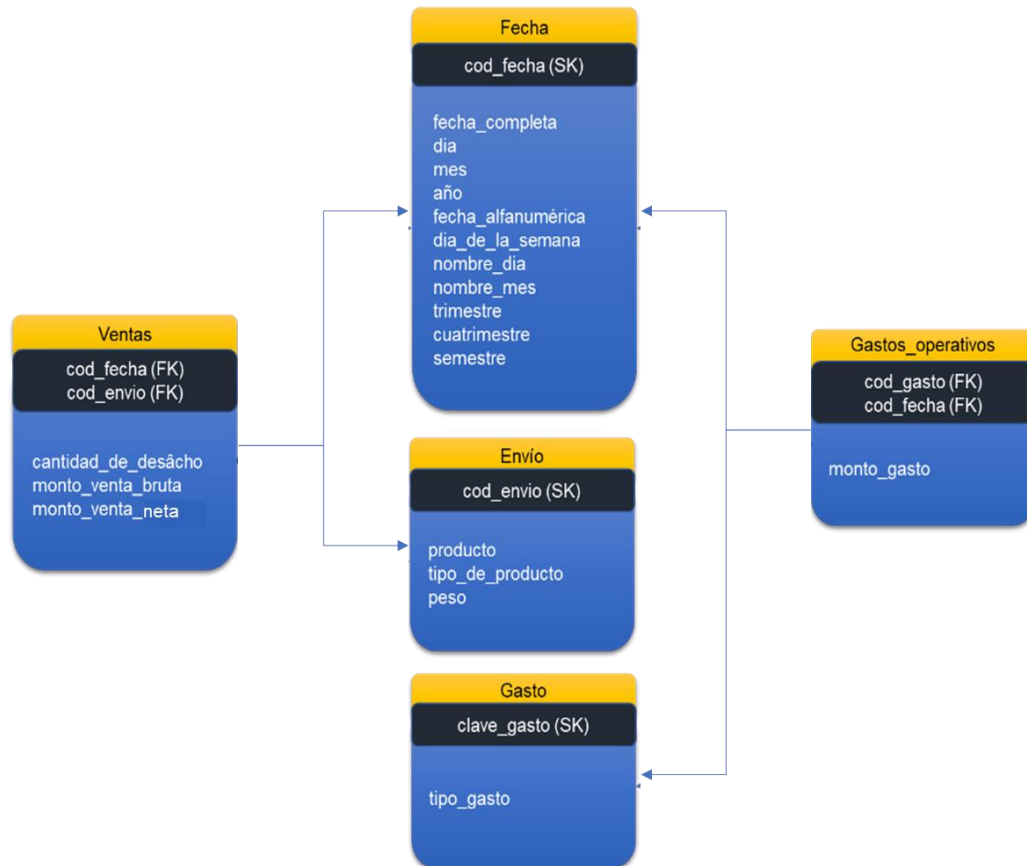 Fecha
cod_fecha (SK)
fecha_completa
dia
mes
año
fecha_alfanumérica
dia_de_la_semana
nombre_dia
nombre_mes
trimestre
cuatrimestre
semestre
Ventas
cod_fecha (FK)
cod_envio (FK)
cantidad_de_desâcho
monto_venta_bruta
monto_venta_neta
Gastos_operativos
cod_gasto (FK)
cod_fecha (FK)
monto_gasto
Envío
cod_envio (SK)
producto
tipo_de_producto
peso
Gasto
clave_gasto (SK)
tipo_gasto